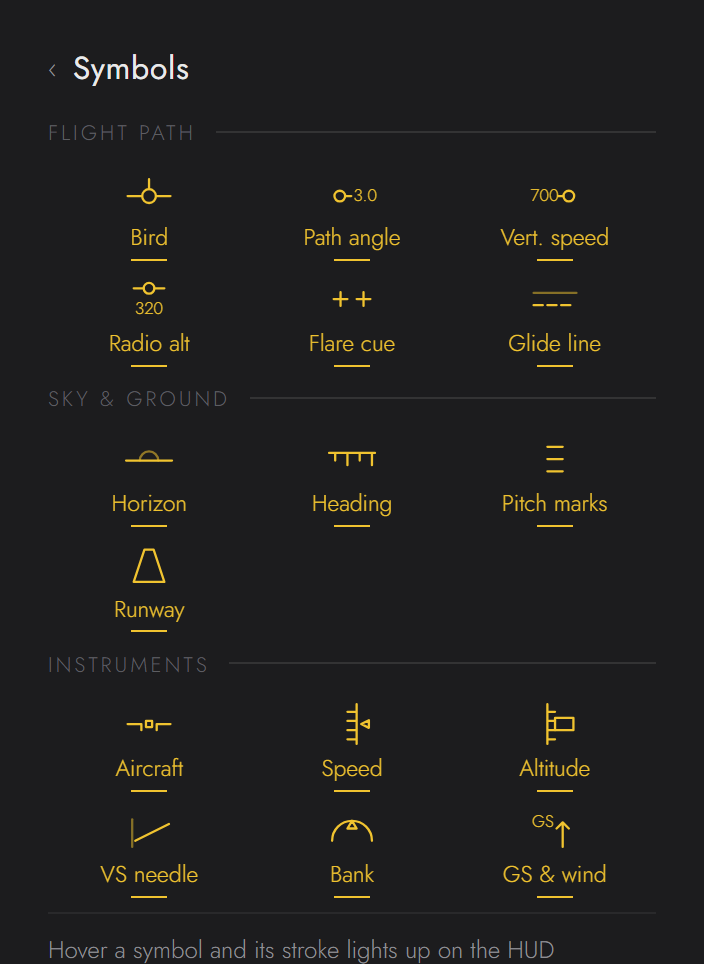 ‹ Symbols
FLIGHT PATH
3.0 700
Bird Path angle Vert. speed
320
Radio alt Flare cue Glide line
SKY & GROUND
Horizon Heading Pitch marks
Runway
INSTRUMENTS
Aircraft Speed Altitude
GS
VS needle Bank GS & wind
Hover a symbol and its stroke lights up on the HUD